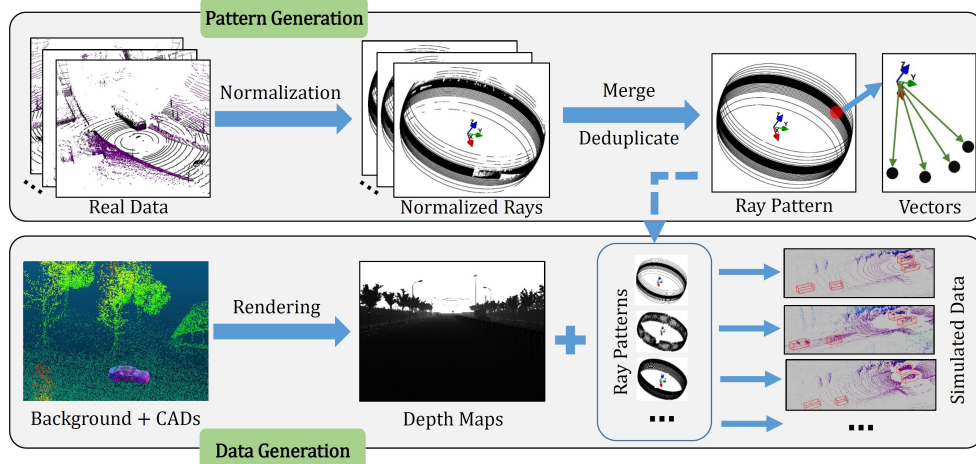 Pattern Generation
Normalization
Merge
Deduplicate
Real Data
Normalized Rays
Ray Pattern
Vectors
Z
Y
Z
Y
Z
Y
Rendering
Background + CADs
Depth Maps
Ray Patterns
Simulated Data
Data Generation